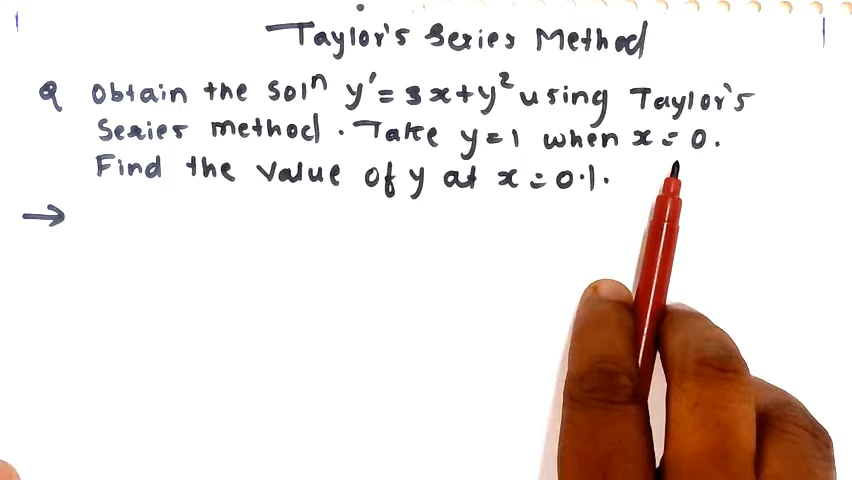 Taylor's Series Method
Q Obtain the solⁿ y' = 3x+y² using Taylor's
Series method. Take y=1 when x=0.
Find the value of y at x=0.1.
→